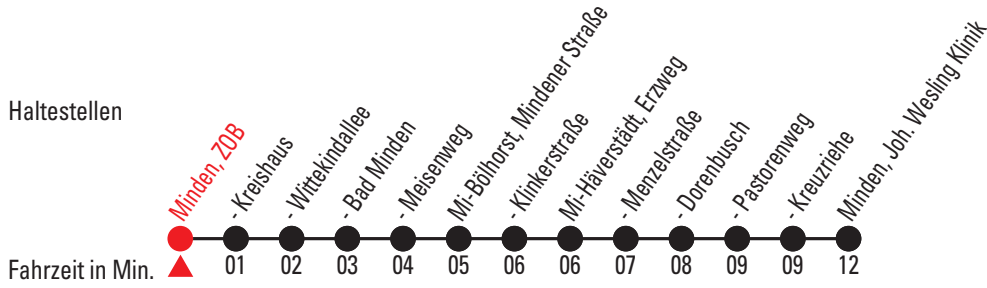 Haltestellen
Minden, ZOB
- Kreishaus
- Wittekindallee
- Bad Minden
- Meisenweg
Mi-Bölhorst, Mindener Straße
- Klinkerstraße
Mi-Häverstädt, Erzweg
- Menzelstraße
- Dorenbusch
- Pastorenweg
- Kreuzriehe
Minden, Joh. Wesling Klinik
Fahrzeit in Min. 01 02 03 04 05 06 06 07 08 09 09 12